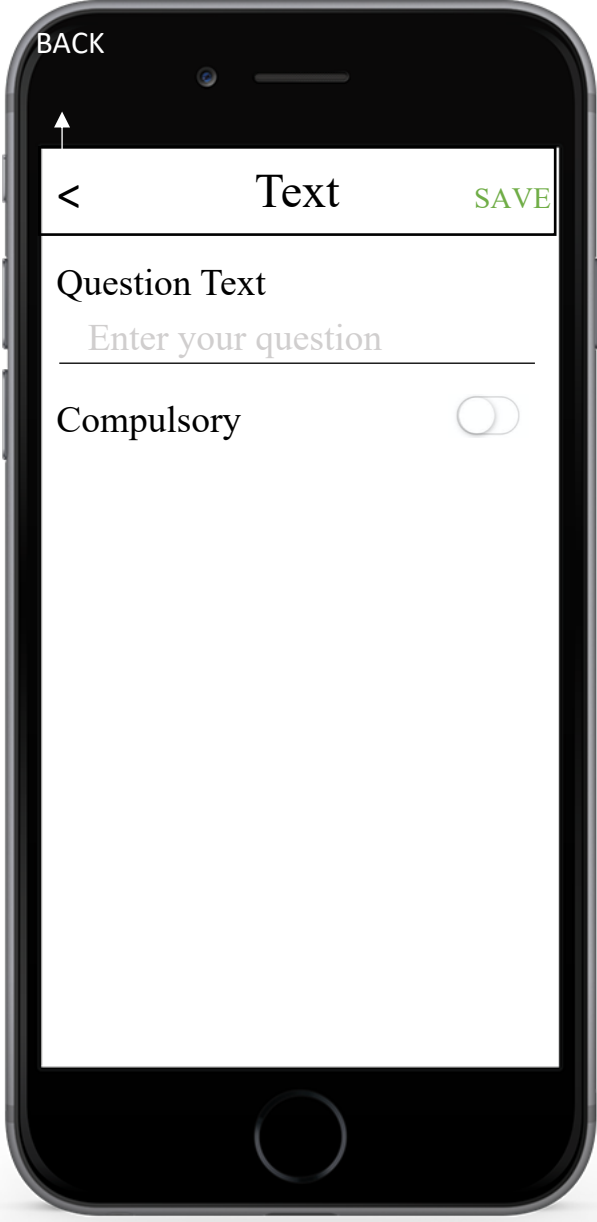 BACK
< Text SAVE
Question Text
Enter your question
Compulsory